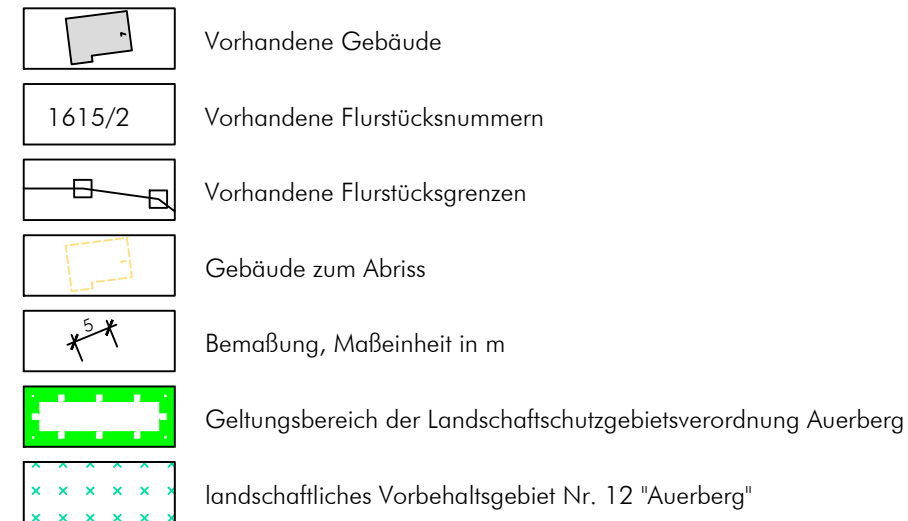 7
Vorhandene Gebäude
1615/2
Vorhandene Flurstücksnummern
Vorhandene Flurstücksgrenzen
Gebäude zum Abriss
5
Bemaßung, Maßeinheit in m
Geltungsbereich der Landschaftschutzgebietsverordnung Auerberg
landschaftliches Vorbehaltsgebiet Nr. 12 "Auerberg"